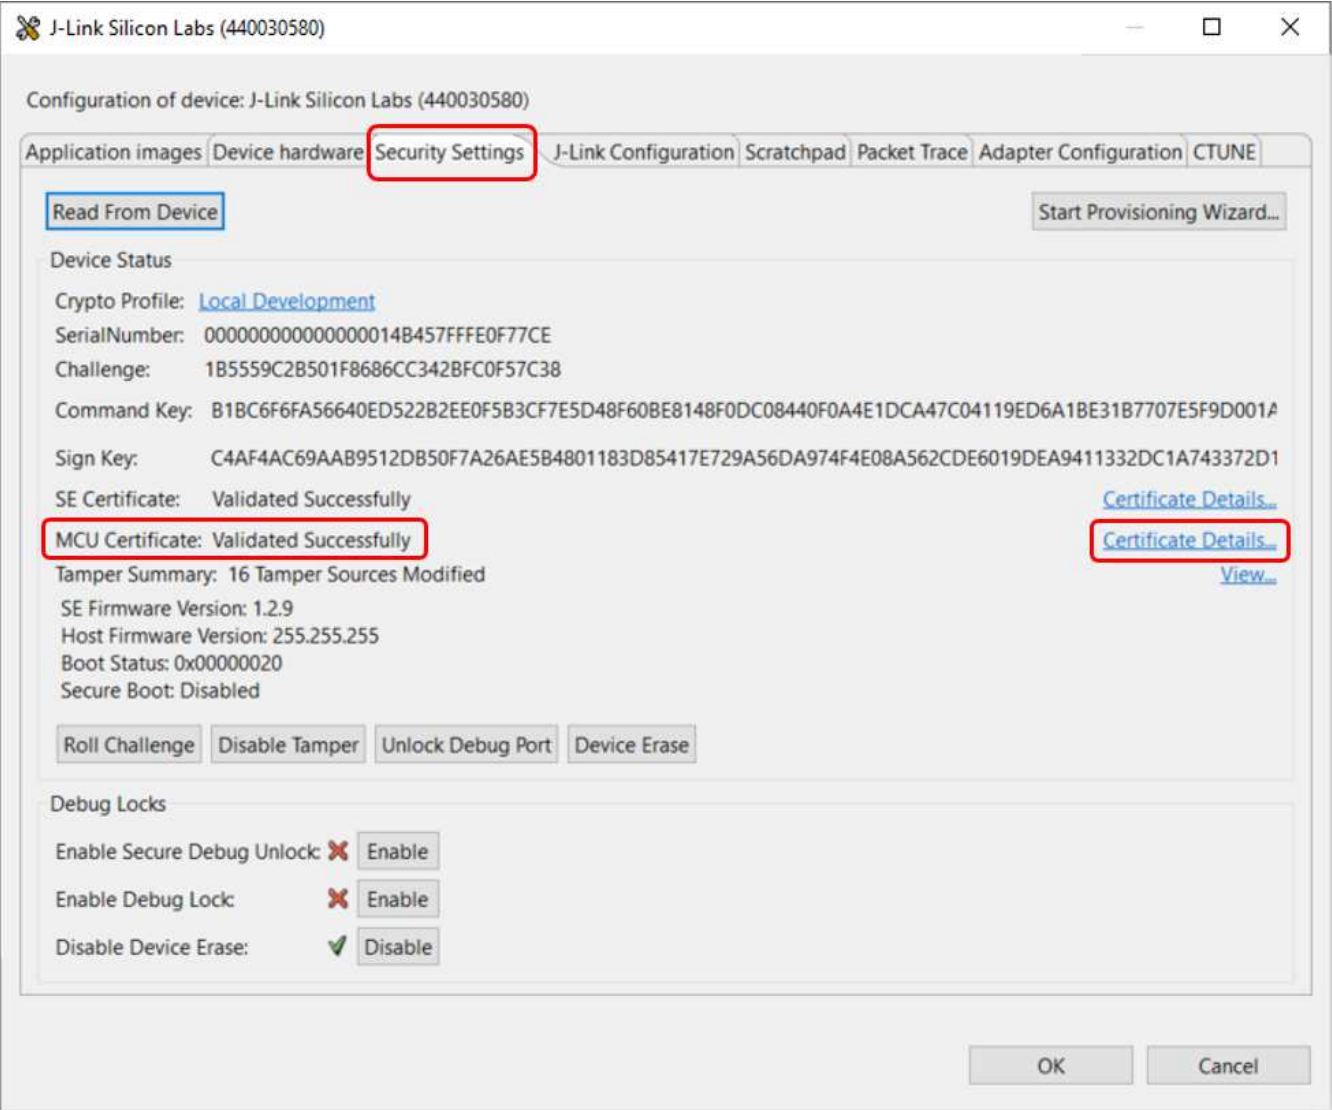 J-Link Silicon Labs (440030580)
Configuration of device: J-Link Silicon Labs (440030580)
Application images Device hardware Security Settings J-Link Configuration Scratchpad Packet Trace Adapter Configuration CTUNE
Read From Device Start Provisioning Wizard...
Device Status
Crypto Profile: Local Development
SerialNumber: 000000000000000014B457FFFE0F77CE
Challenge: 1B5559C2B501F8686CC342BFC0F57C38
Command Key: B1BC6F6FA56640ED522B2EE0F5B3CF7E5D48F60BE8148F0DC08440F0A4E1DCA47C04119ED6A1BE31B7707E5F9D001A
Sign Key: C4AF4AC69AAB9512DB50F7A26AE5B4801183D85417E729A56DA974F4E08A562CDE6019DEA9411332DC1A743372D1
SE Certificate: Validated Successfully Certificate Details...
MCU Certificate: Validated Successfully Certificate Details...
Tamper Summary: 16 Tamper Sources Modified View...
SE Firmware Version: 1.2.9
Host Firmware Version: 255.255.255
Boot Status: 0x00000020
Secure Boot: Disabled
Roll Challenge Disable Tamper Unlock Debug Port Device Erase
Debug Locks
Enable Secure Debug Unlock: Enable
Enable Debug Lock: Enable
Disable Device Erase: Disable
OK Cancel